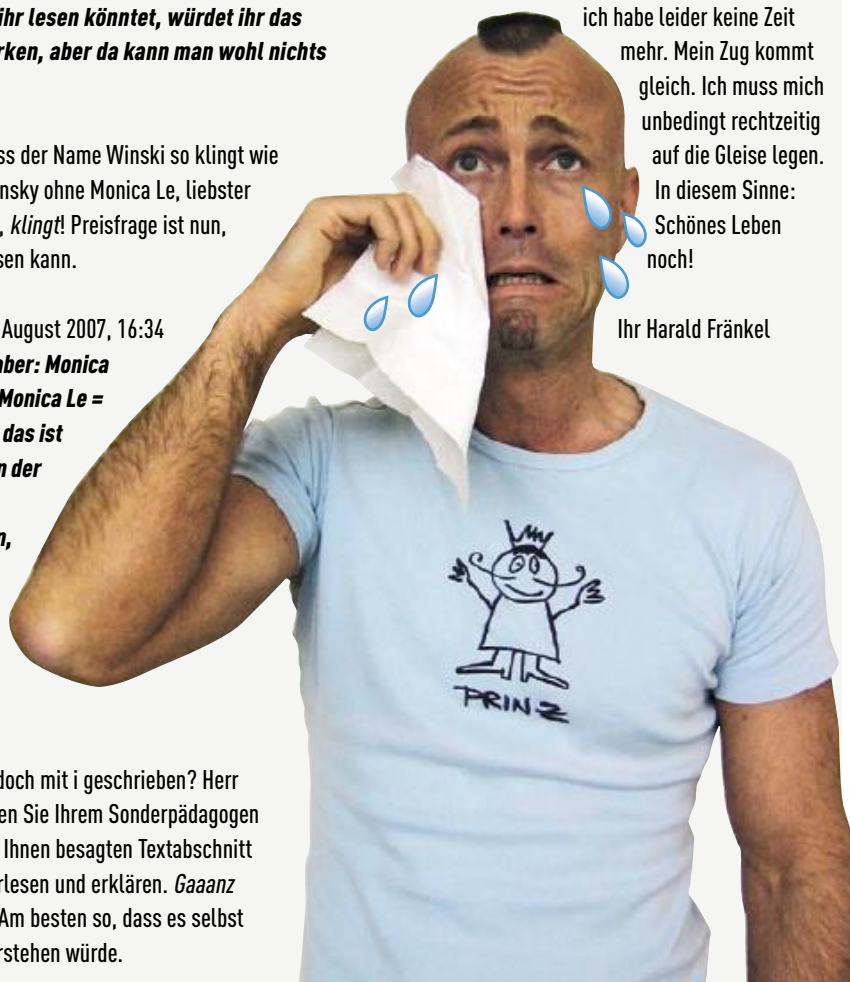 ihr lesen könntet, würdet ihr das
rken, aber da kann man wohl nichts
ss der Name Winski so klingt wie
nsky ohne Monica Le, liebster
, klingt! Preisfrage ist nun,
sen kann.
August 2007, 16:34
aber: Monica
Monica Le =
das ist
n der
n,
doch mit i geschrieben? Herr
en Sie Ihrem Sonderpädagogen
Ihnen besagten Textabschnitt
rlesen und erklären. Gaaanz
Am besten so, dass es selbst
rstehen würde.
ich habe leider keine Zeit
mehr. Mein Zug kommt
gleich. Ich muss mich
unbedingt rechtzeitig
auf die Gleise legen.
In diesem Sinne:
Schönes Leben
noch!
Ihr Harald Fränkel
PRINZ